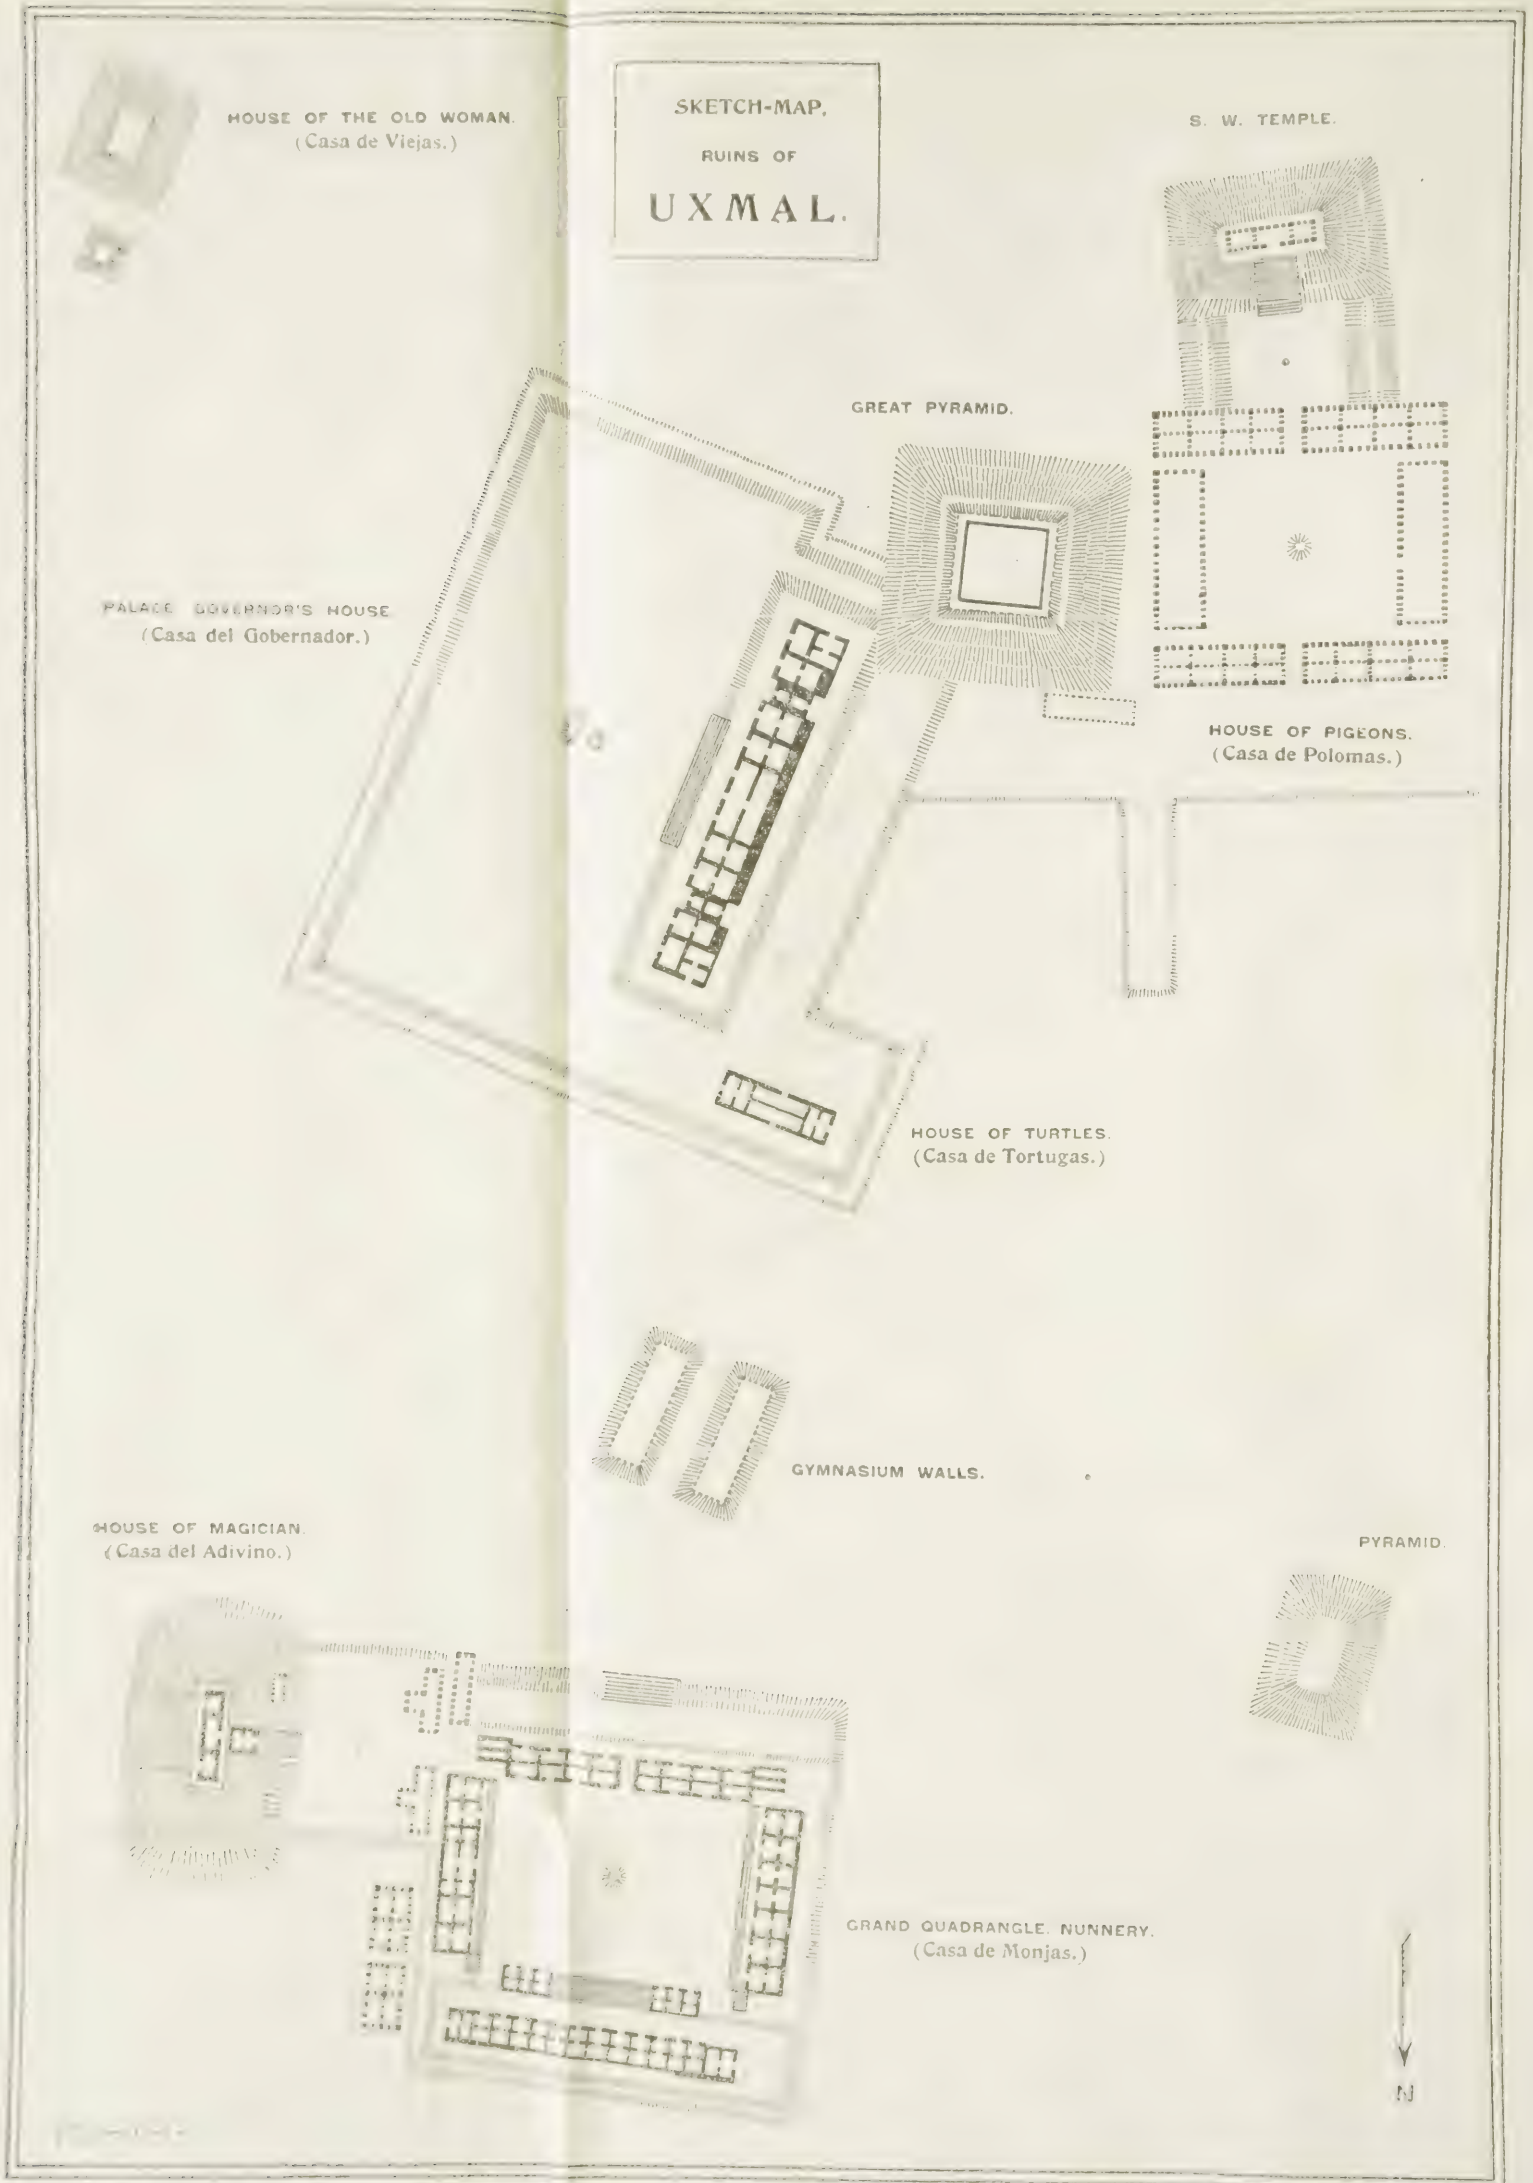 SKETCH-MAP.
RUINS OF
UXMAL.
HOUSE OF THE OLD WOMAN.
(Casa de Viejas.)
S. W. TEMPLE.
GREAT PYRAMID.
PALACE GOVERNOR'S HOUSE
(Casa del Gobernador.)
HOUSE OF PIGEONS.
(Casa de Polomas.)
HOUSE OF TURTLES.
(Casa de Tortugas.)
GYMNASIUM WALLS.
HOUSE OF MAGICIAN.
(Casa del Adivino.)
PYRAMID.
GRAND QUADRANGLE. NUNNERY.
(Casa de Monjas.)
N